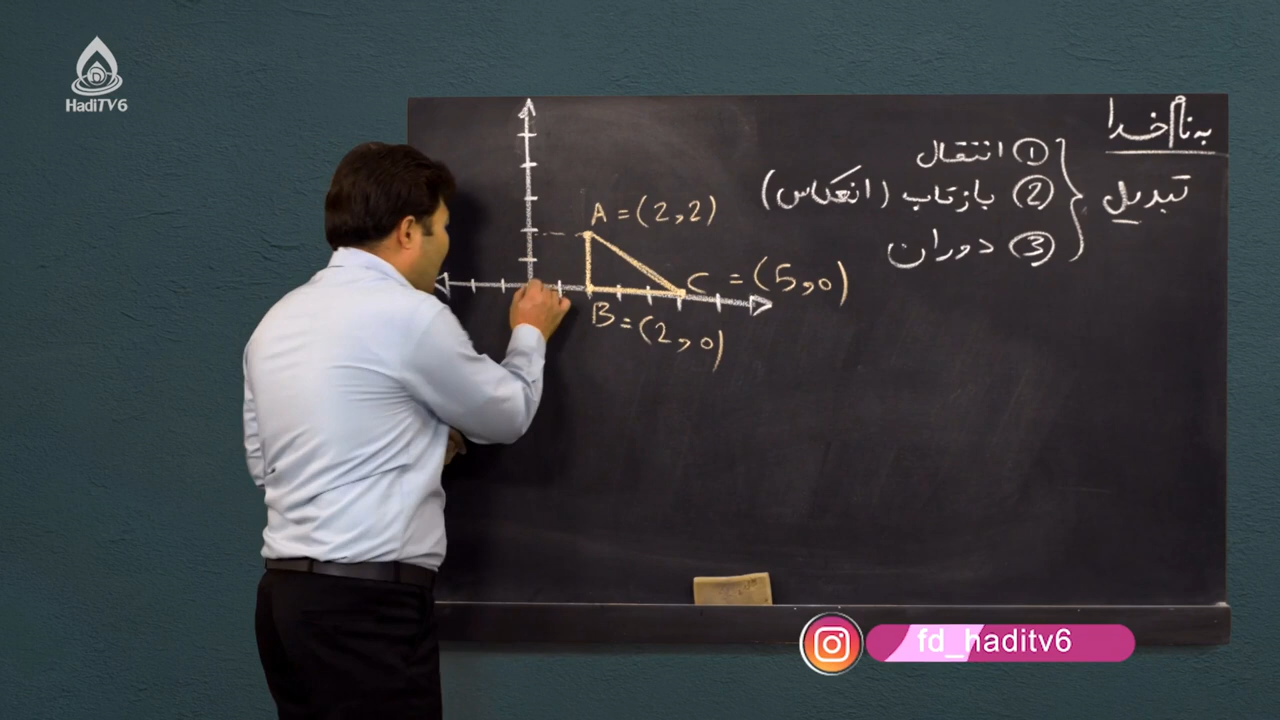 HadiTV6
به نام خدا
تبدیل
① انتقال
② بازتاب (انعکاس)
③ دوران
A = (2,2)
C = (5,0)
B = (2,0)
fd_haditv6